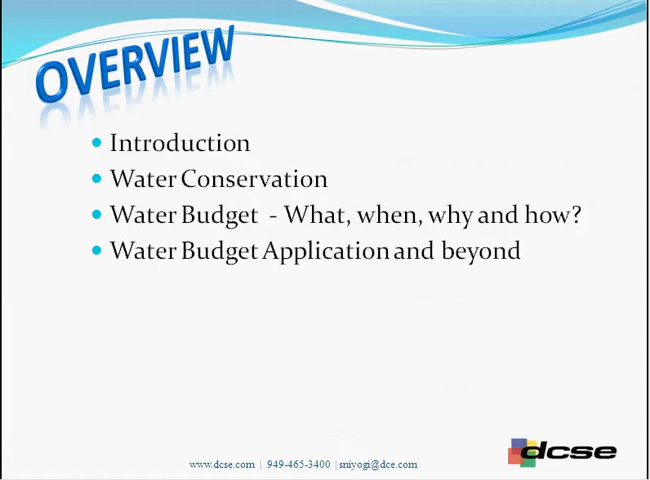 OVERVIEW
Introduction
Water Conservation
Water Budget - What, when, why and how?
Water Budget Application and beyond
www.dcse.com | 949-465-3400 | sniyogi@dce.com
dcse